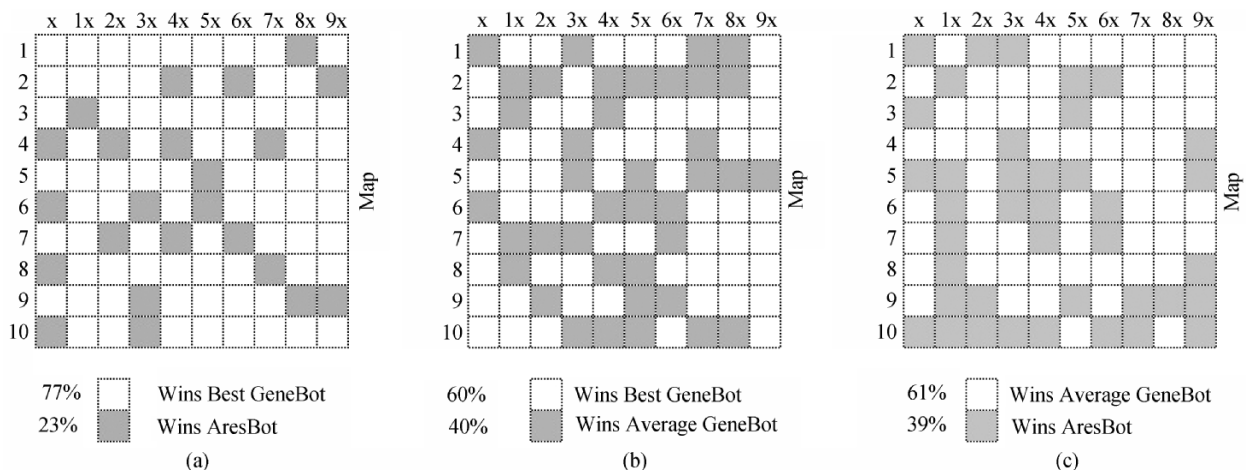 x 1x 2x 3x 4x 5x 6x 7x 8x 9x
1
2
3
4
5
6
7
8
9
10
77% Wins Best GeneBot
23% Wins AresBot
(a)
x 1x 2x 3x 4x 5x 6x 7x 8x 9x
1
2
3
4
5
6
7
8
9
10
Map
60% Wins Best GeneBot
40% Wins Average GeneBot
(b)
x 1x 2x 3x 4x 5x 6x 7x 8x 9x
1
2
3
4
5
6
7
8
9
10
Map
61% Wins Average GeneBot
39% Wins AresBot
(c)